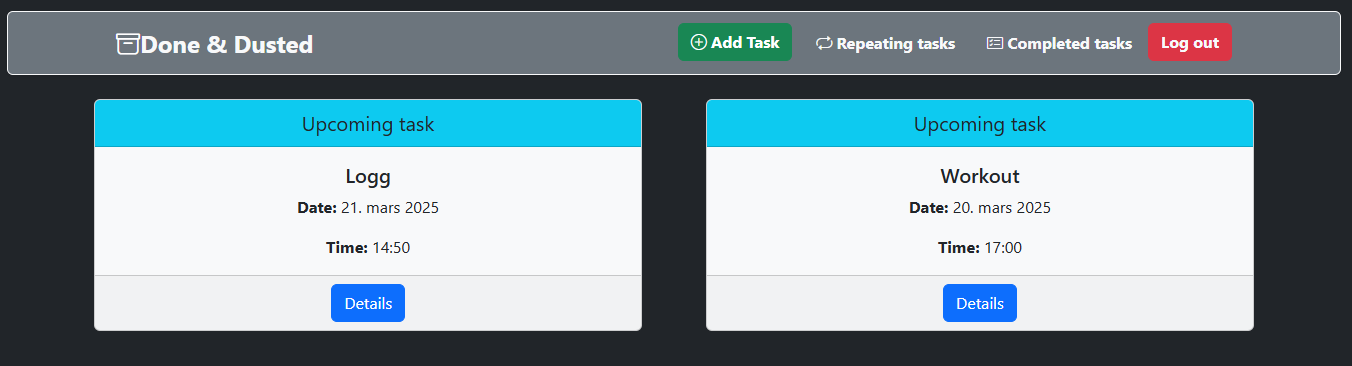 Done & Dusted
Add Task
Repeating tasks
Completed tasks
Log out
Upcoming task
Logg
Date: 21. mars 2025
Time: 14:50
Details
Upcoming task
Workout
Date: 20. mars 2025
Time: 17:00
Details